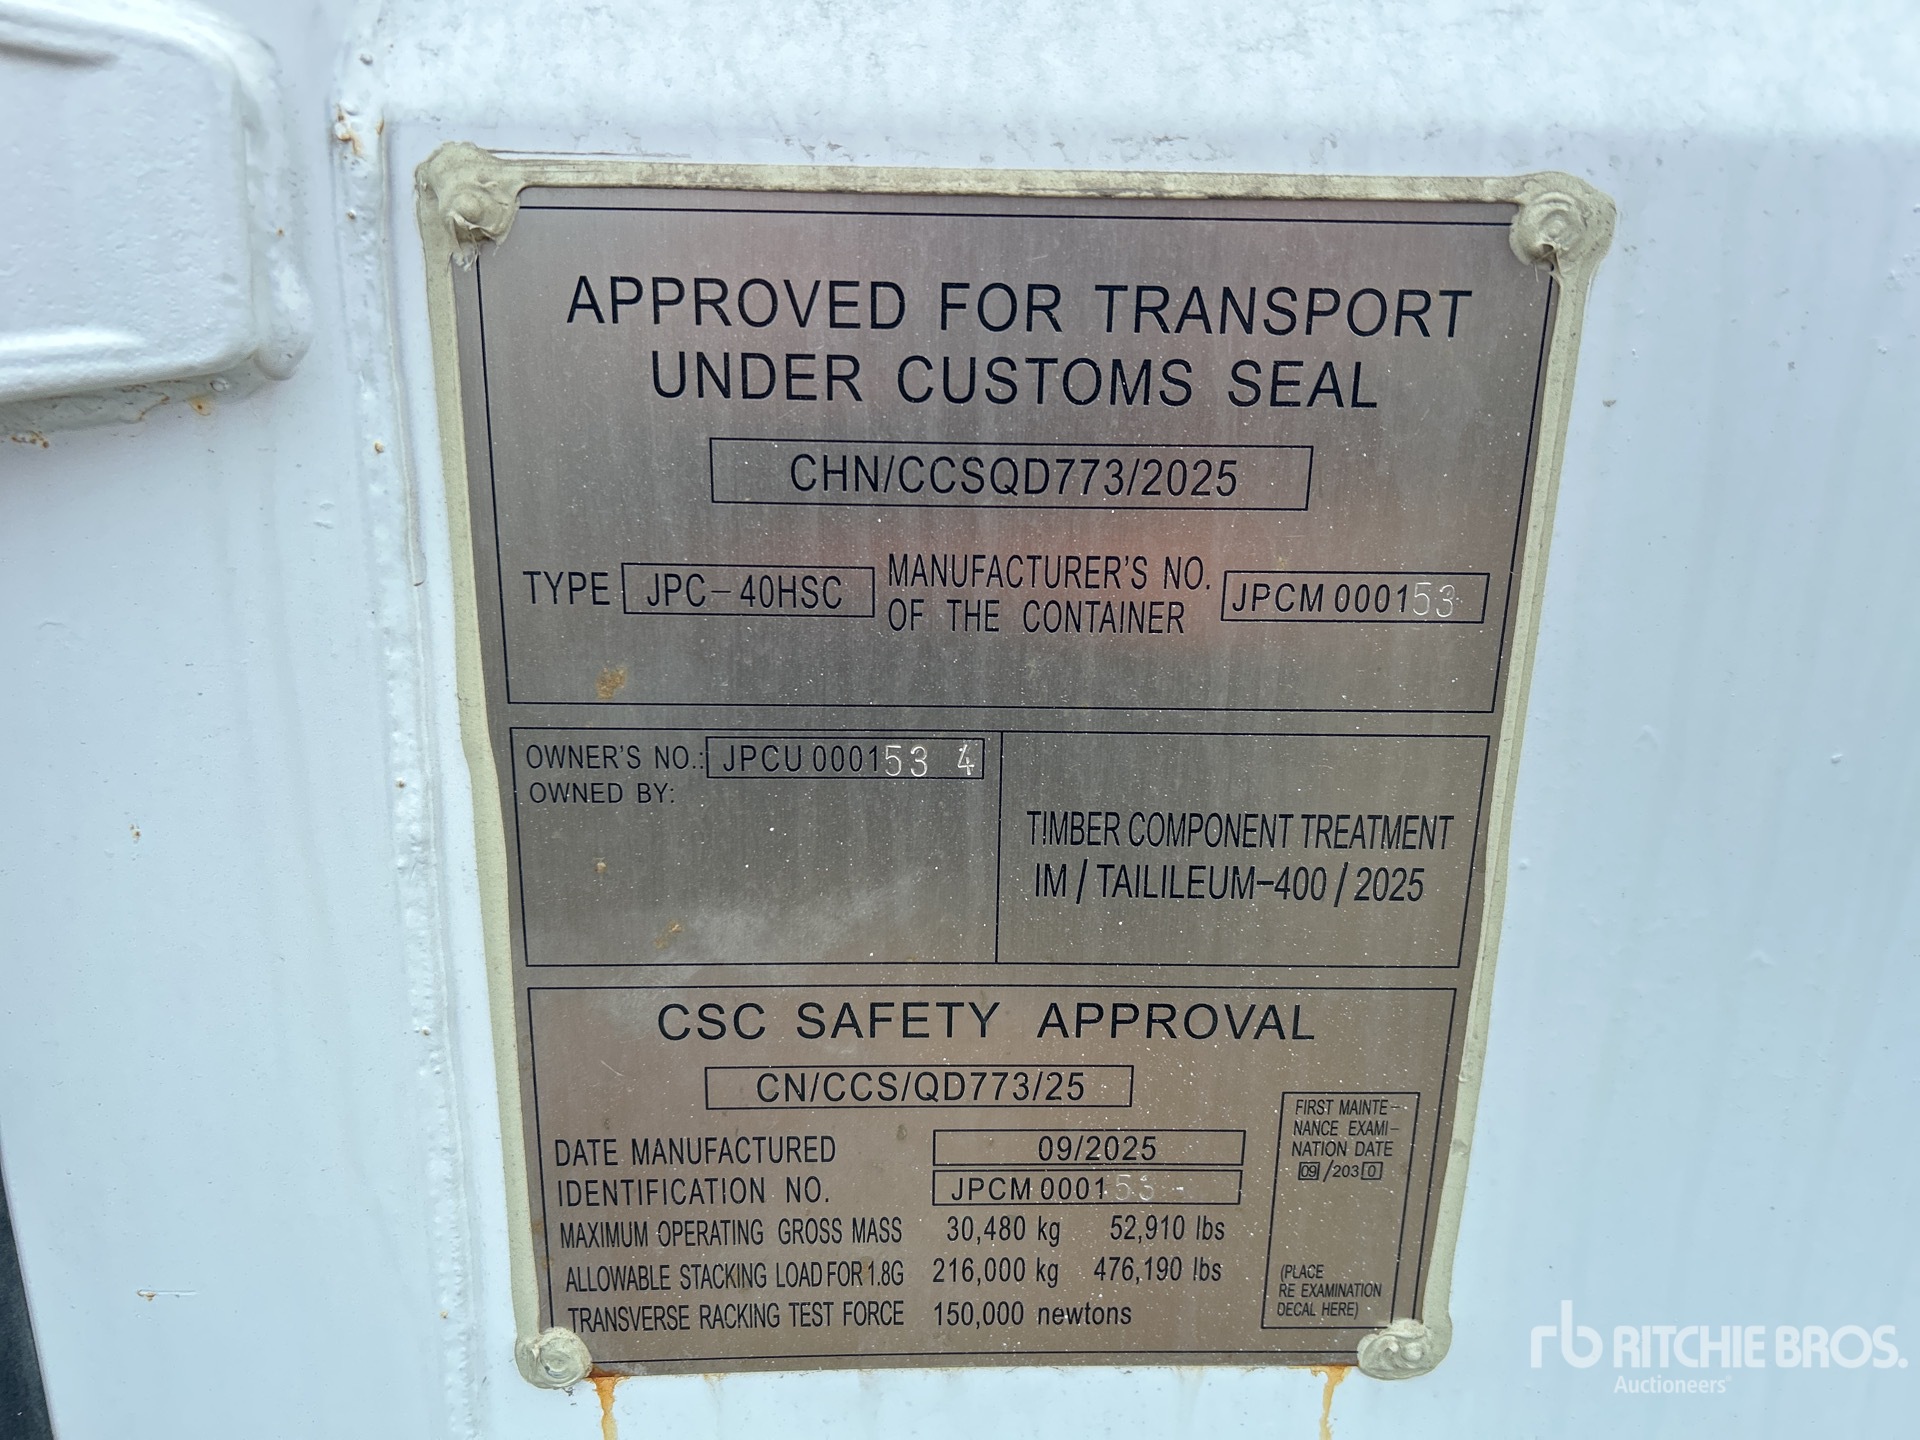 APPROVED FOR TRANSPORT
UNDER CUSTOMS SEAL
CHN/CCSQD773/2025
TYPE JPC-40HSC MANUFACTURER'S NO.
OF THE CONTAINER JPCM 000153
OWNER'S NO.: JPCU 000153 4
OWNED BY:
TIMBER COMPONENT TREATMENT
IM / TAILILEUM-400 / 2025
CSC SAFETY APPROVAL
CN/CCS/QD773/25
DATE MANUFACTURED 09/2025
IDENTIFICATION NO. JPCM 000153
MAXIMUM OPERATING GROSS MASS 30,480 kg 52,910 lbs
ALLOWABLE STACKING LOAD FOR 1.8G 216,000 kg 476,190 lbs
TRANSVERSE RACKING TEST FORCE 150,000 newtons
FIRST MAINTE-
NANCE EXAMI-
NATION DATE
09/2030
(PLACE
RE EXAMINATION
DECAL HERE)
rb RITCHIE BROS.
Auctioneers